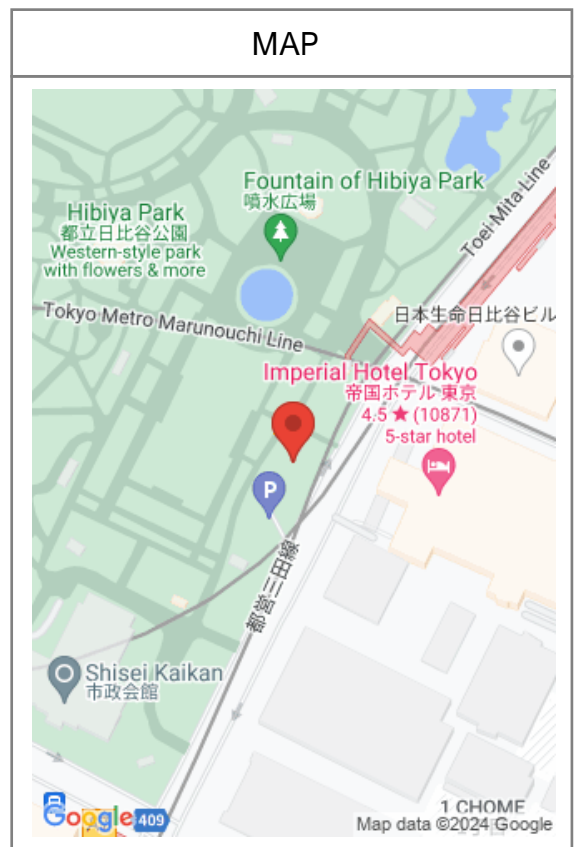 MAP
Fountain of Hibiya Park
噴水広場
Hibiya Park
都立日比谷公園
Western-style park
with flowers & more
Toei Mita Line
Tokyo Metro Marunouchi Line
日本生命日比谷ビル
Imperial Hotel Tokyo
帝国ホテル 東京
4.5 ★ (10871)
5-star hotel
P
都営三田線
Shisei Kaikan
市政会館
1 CHOME
Google
409
Map data ©2024 Google